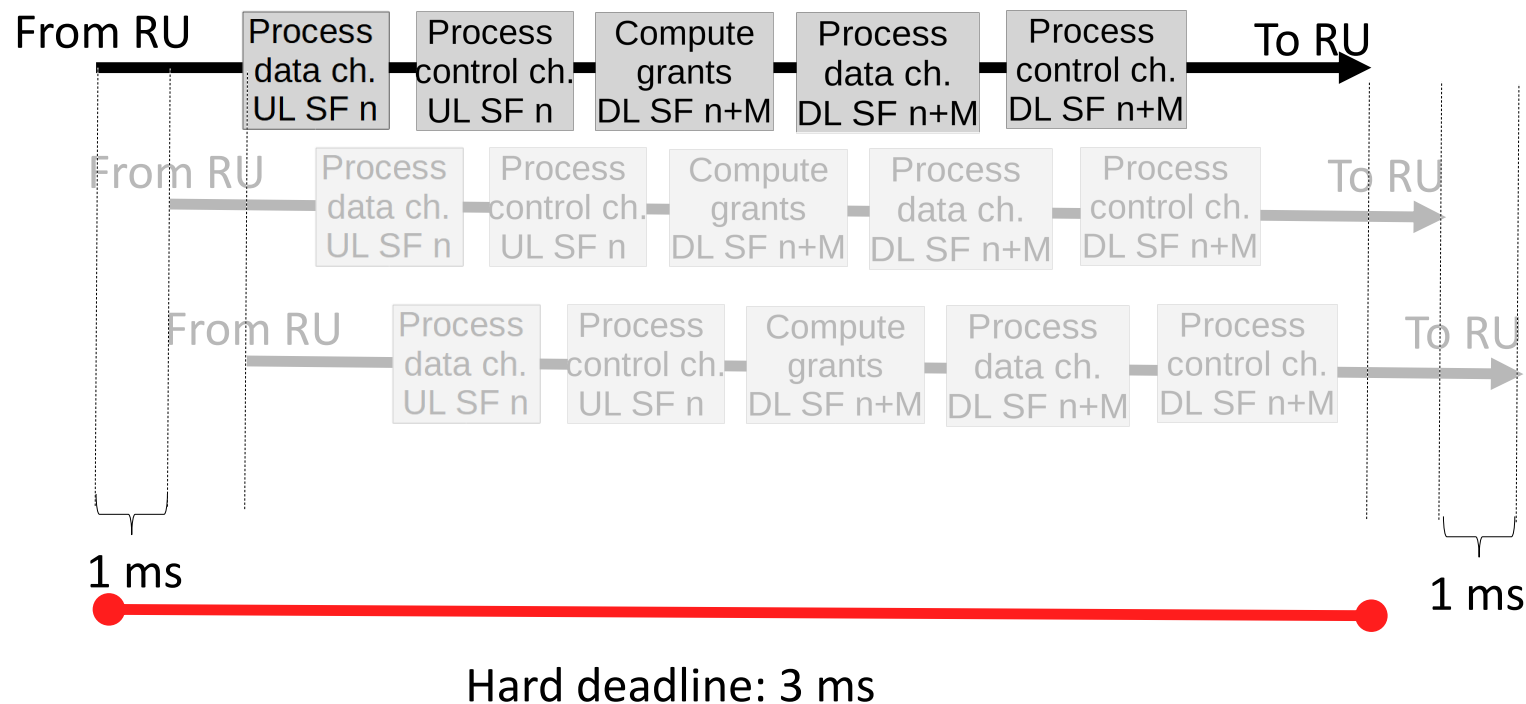 From RU
Process
data ch.
UL SF n
Process
control ch.
UL SF n
Compute
grants
DL SF n+M
Process
data ch.
DL SF n+M
Process
control ch.
DL SF n+M
To RU
From RU
Process
data ch.
UL SF n
Process
control ch.
UL SF n
Compute
grants
DL SF n+M
Process
data ch.
DL SF n+M
Process
control ch.
DL SF n+M
To RU
From RU
Process
data ch.
UL SF n
Process
control ch.
UL SF n
Compute
grants
DL SF n+M
Process
data ch.
DL SF n+M
Process
control ch.
DL SF n+M
To RU
1 ms
1 ms
Hard deadline: 3 ms